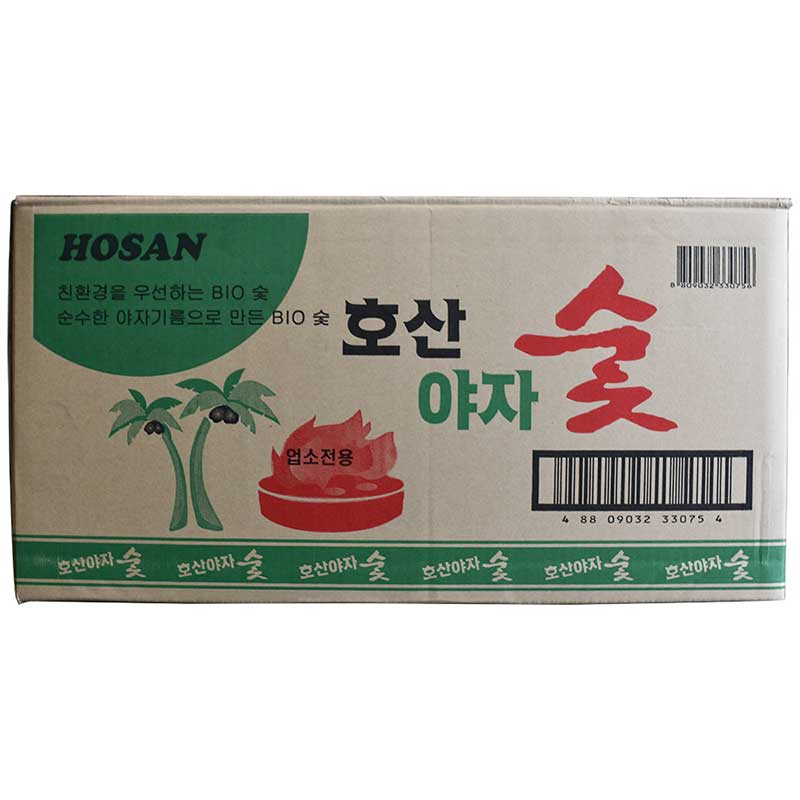 HOSAN
친환경을 우선하는 BIO 숯
순수한 야자기름으로 만든 BIO 숯
호산
야자
숯
8 809032 330756
업소전용
4 88 09032 33075 4
호산야자숯 호산야자숯 호산야자숯 호산야자숯 호산야자숯 호산야자숯